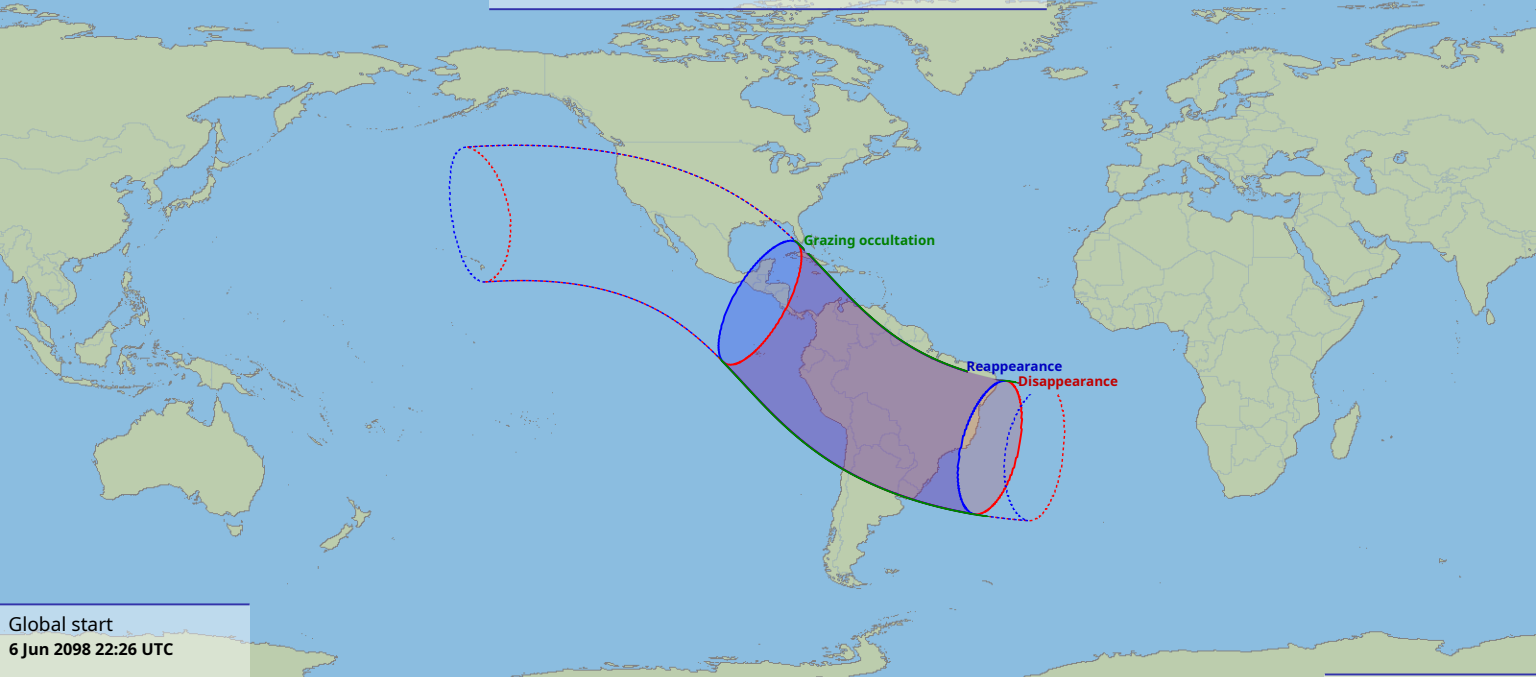 Grazing occultation
Reappearance
Disappearance
Global start
6 Jun 2098 22:26 UTC